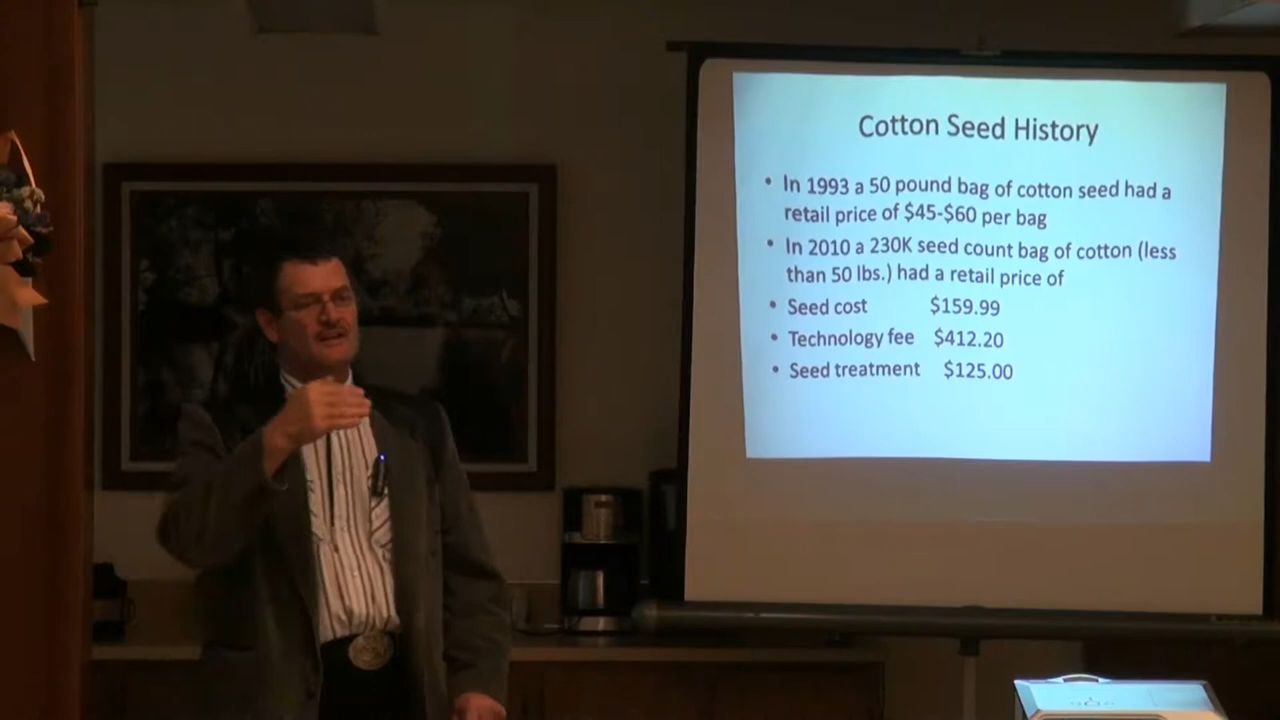 Cotton Seed History
• In 1993 a 50 pound bag of cotton seed had a
retail price of $45-$60 per bag
• In 2010 a 230K seed count bag of cotton (less
than 50 lbs.) had a retail price of
• Seed cost $159.99
• Technology fee $412.20
• Seed treatment $125.00